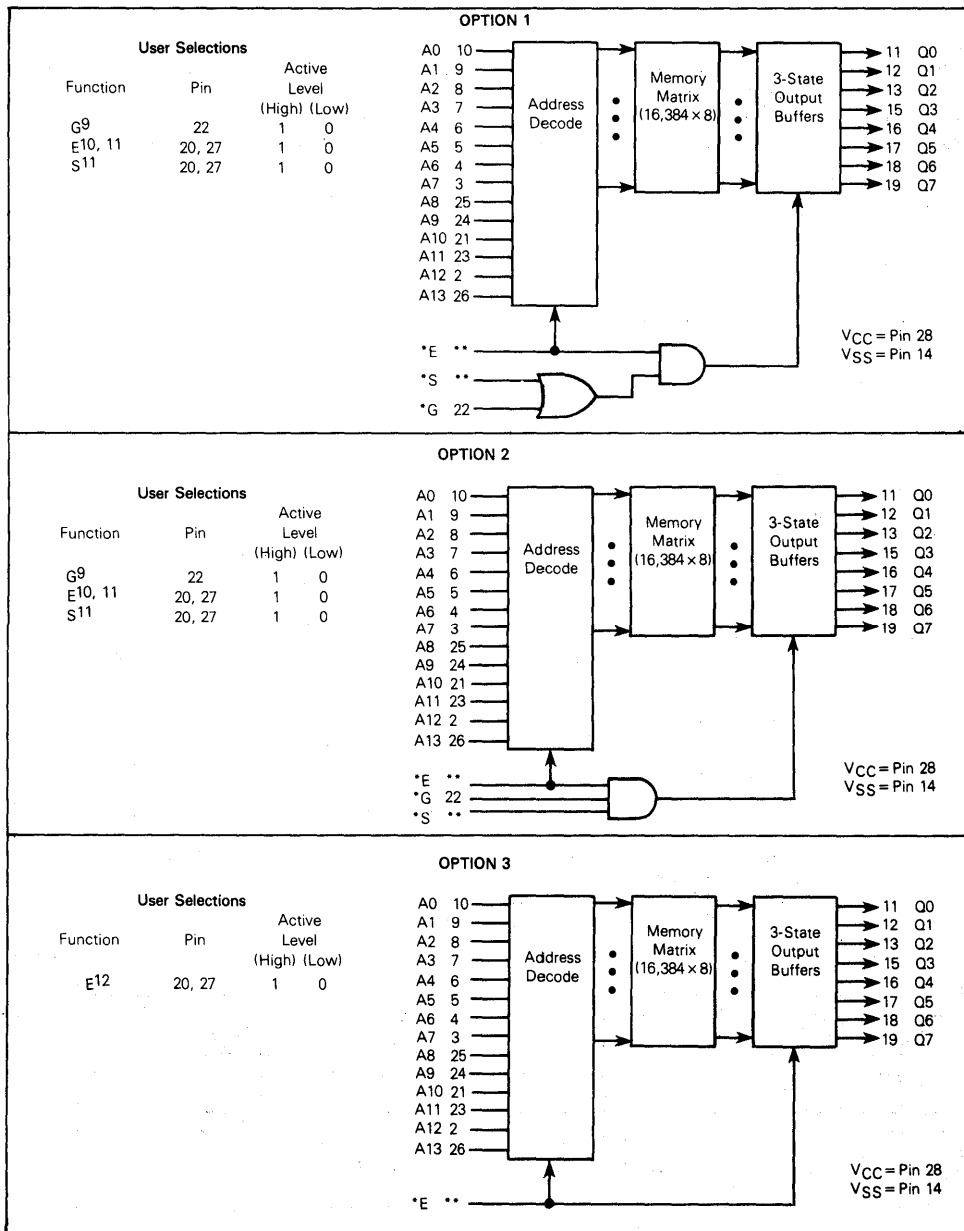 OPTION 1
User Selections
Function Pin Active Level (High) (Low)
G9 22 1 0
E10, 11 20, 27 1 0
S11 20, 27 1 0
A0 10
A1 9
A2 8
A3 7
A4 6
A5 5
A6 4
A7 3
A8 25
A9 24
A10 21
A11 23
A12 2
A13 26
Address
Decode
Memory
Matrix
(16,384 × 8)
3-State
Output
Buffers
11 Q0
12 Q1
13 Q2
15 Q3
16 Q4
17 Q5
18 Q6
19 Q7
*E **
*S **
*G 22
VCC = Pin 28
VSS = Pin 14
OPTION 2
User Selections
Function Pin Active Level (High) (Low)
G9 22 1 0
E10, 11 20, 27 1 0
S11 20, 27 1 0
A0 10
A1 9
A2 8
A3 7
A4 6
A5 5
A6 4
A7 3
A8 25
A9 24
A10 21
A11 23
A12 2
A13 26
Address
Decode
Memory
Matrix
(16,384 × 8)
3-State
Output
Buffers
11 Q0
12 Q1
13 Q2
15 Q3
16 Q4
17 Q5
18 Q6
19 Q7
*E **
*G 22
*S **
VCC = Pin 28
VSS = Pin 14
OPTION 3
User Selections
Function Pin Active Level (High) (Low)
E12 20, 27 1 0
A0 10
A1 9
A2 8
A3 7
A4 6
A5 5
A6 4
A7 3
A8 25
A9 24
A10 21
A11 23
A12 2
A13 26
Address
Decode
Memory
Matrix
(16,384 × 8)
3-State
Output
Buffers
11 Q0
12 Q1
13 Q2
15 Q3
16 Q4
17 Q5
18 Q6
19 Q7
*E **
VCC = Pin 28
VSS = Pin 14